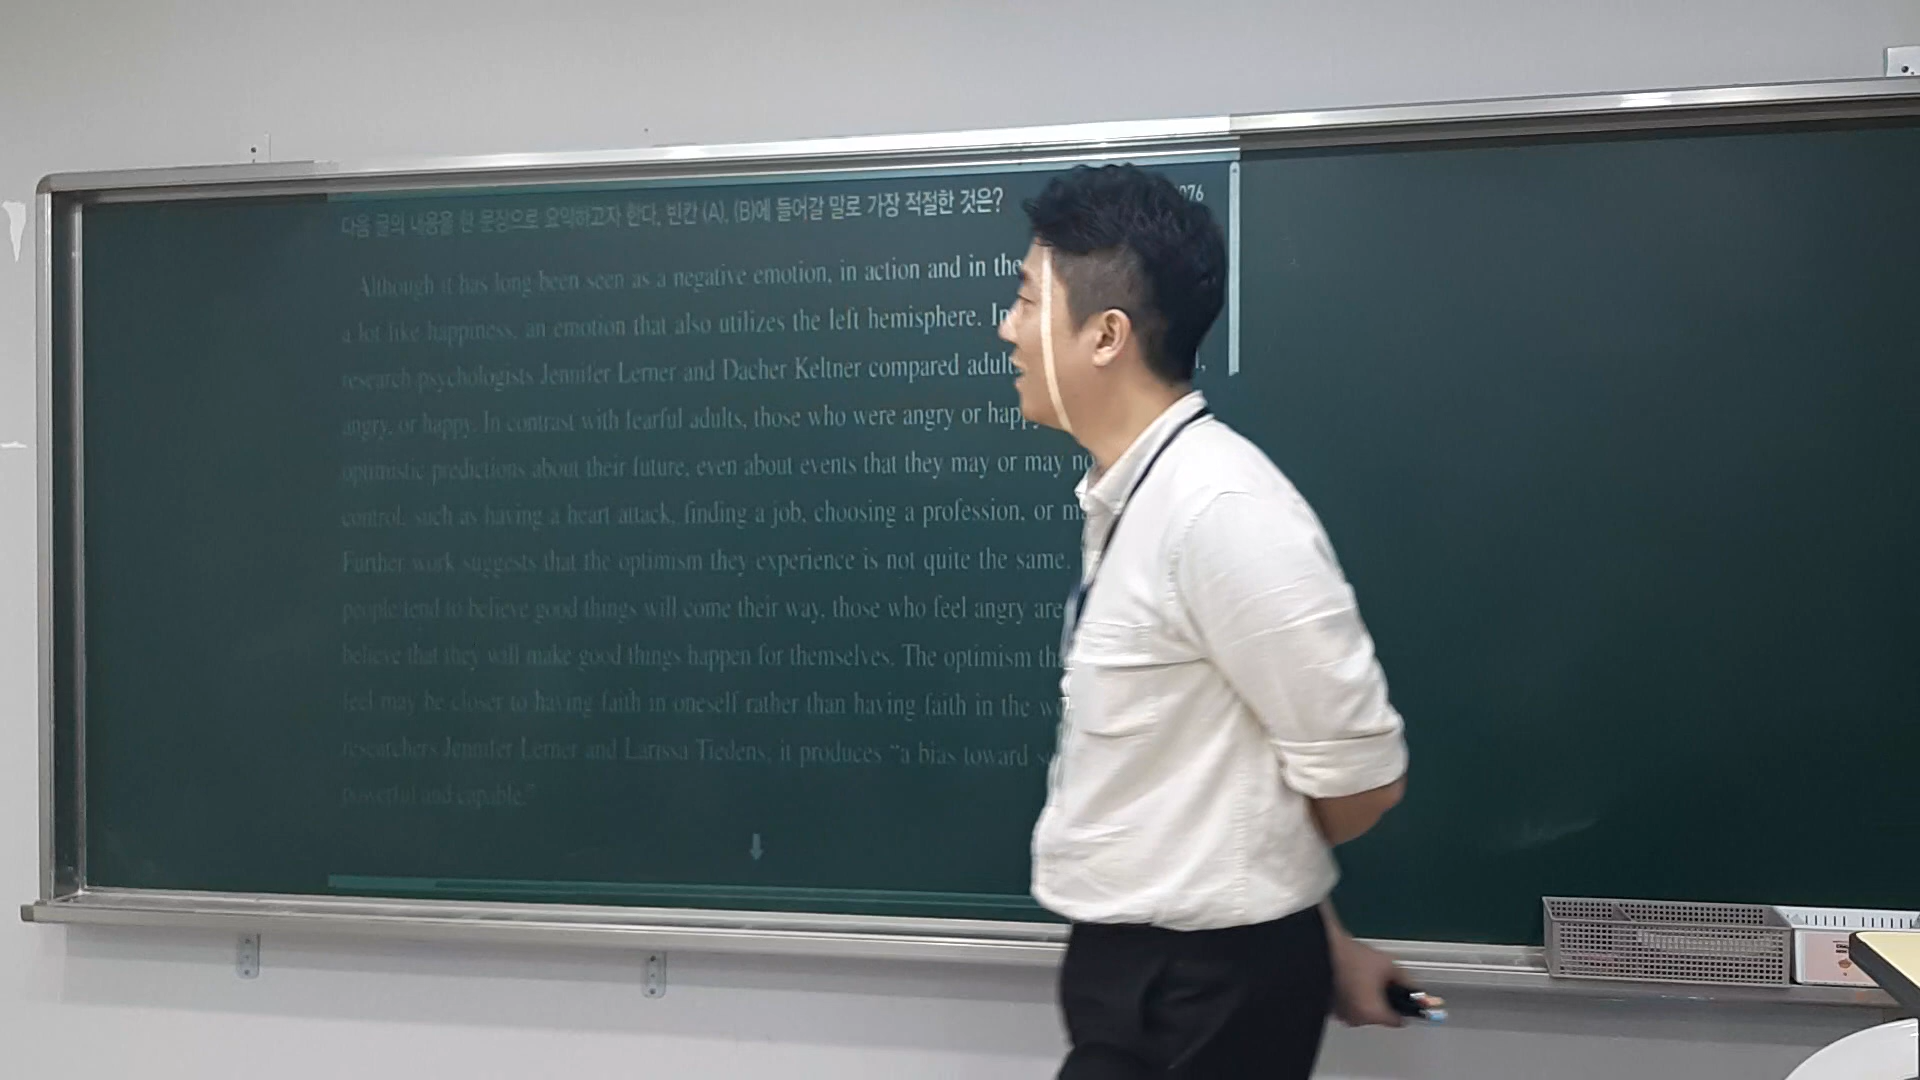 다음 글의 내용을 한 문장으로 요약하고자 한다. 빈칸 (A), (B)에 들어갈 말로 가장 적절한 것은?
076
Although it has long been seen as a negative emotion, in action and in the
a lot like happiness, an emotion that also utilizes the left hemisphere.
research psychologists Jennifer Lerner and Dacher Keltner compared
angry, or happy. In contrast with fearful adults, those who were angry or
optimistic predictions about their future, even about events that they may or may
control, such as having a heart attack, finding a job, choosing a profession, or
Further work suggests that the optimism they experience is not quite the same.
people tend to believe good things will come their way, those who feel angry are
believe that they will make good things happen for themselves. The optimism
feel may be closer to having faith in oneself rather than having faith in the
researchers Jennifer Lerner and Larissa Tiedens, it produces “a bias toward
powerful and capable.”